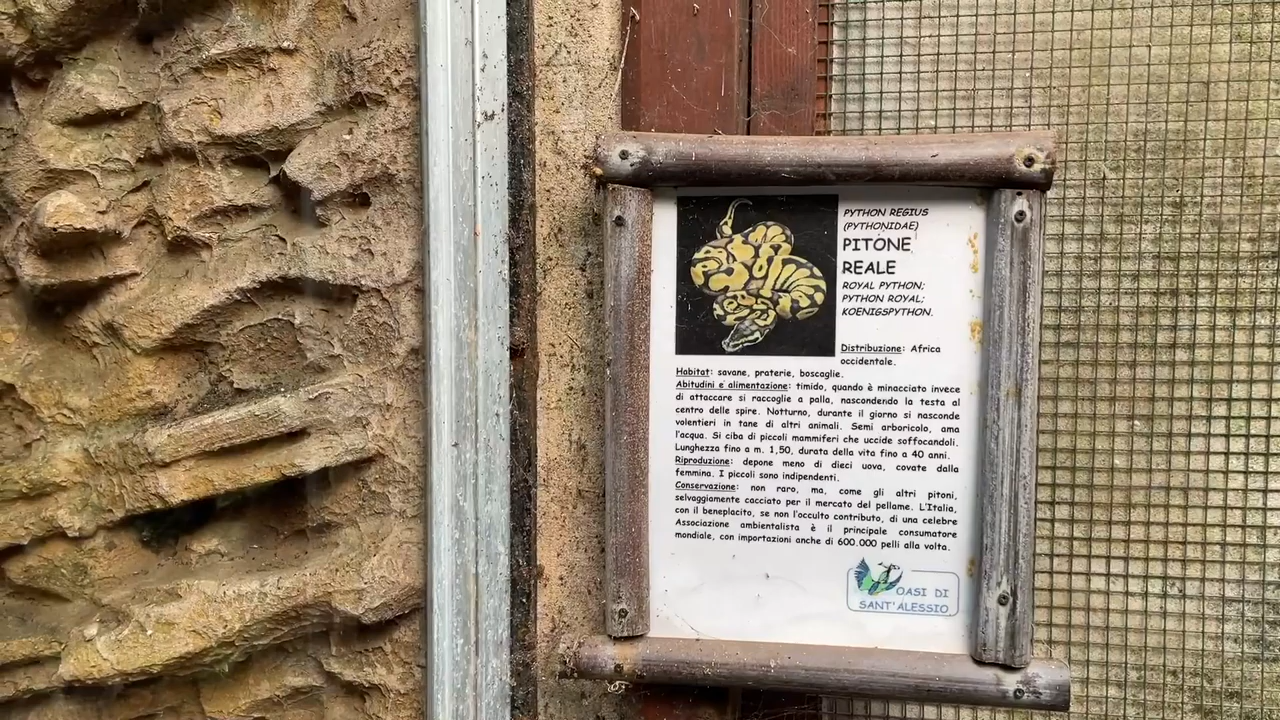 PYTHON REGIUS
(PYTHONIDAE)
PITONE
REALE
ROYAL PYTHON;
PYTHON ROYAL;
KOENIGSPYTHON.
Distribuzione: Africa
occidentale.
Habitat: savane, praterie, boscaglie.
Abitudini e alimentazione: timido, quando è minacciato invece
di attaccare si raccoglie a palla, nascondendo la testa al
centro delle spire. Notturno, durante il giorno si nasconde
volentieri in tane di altri animali. Semi arboricolo, ama
l'acqua. Si ciba di piccoli mammiferi che uccide soffocandoli.
Lunghezza fino a m. 1,50, durata della vita fino a 40 anni.
Riproduzione: depone meno di dieci uova, covate dalla
femmina. I piccoli sono indipendenti.
Conservazione: non raro, ma, come gli altri pitoni,
selvaggiamente cacciato per il mercato del pellame. L'Italia,
con il beneplacito, se non l'occulto contributo, di una celebre
Associazione ambientalista è il principale consumatore
mondiale, con importazioni anche di 600.000 pelli alla volta.
OASI DI
SANT'ALESSIO